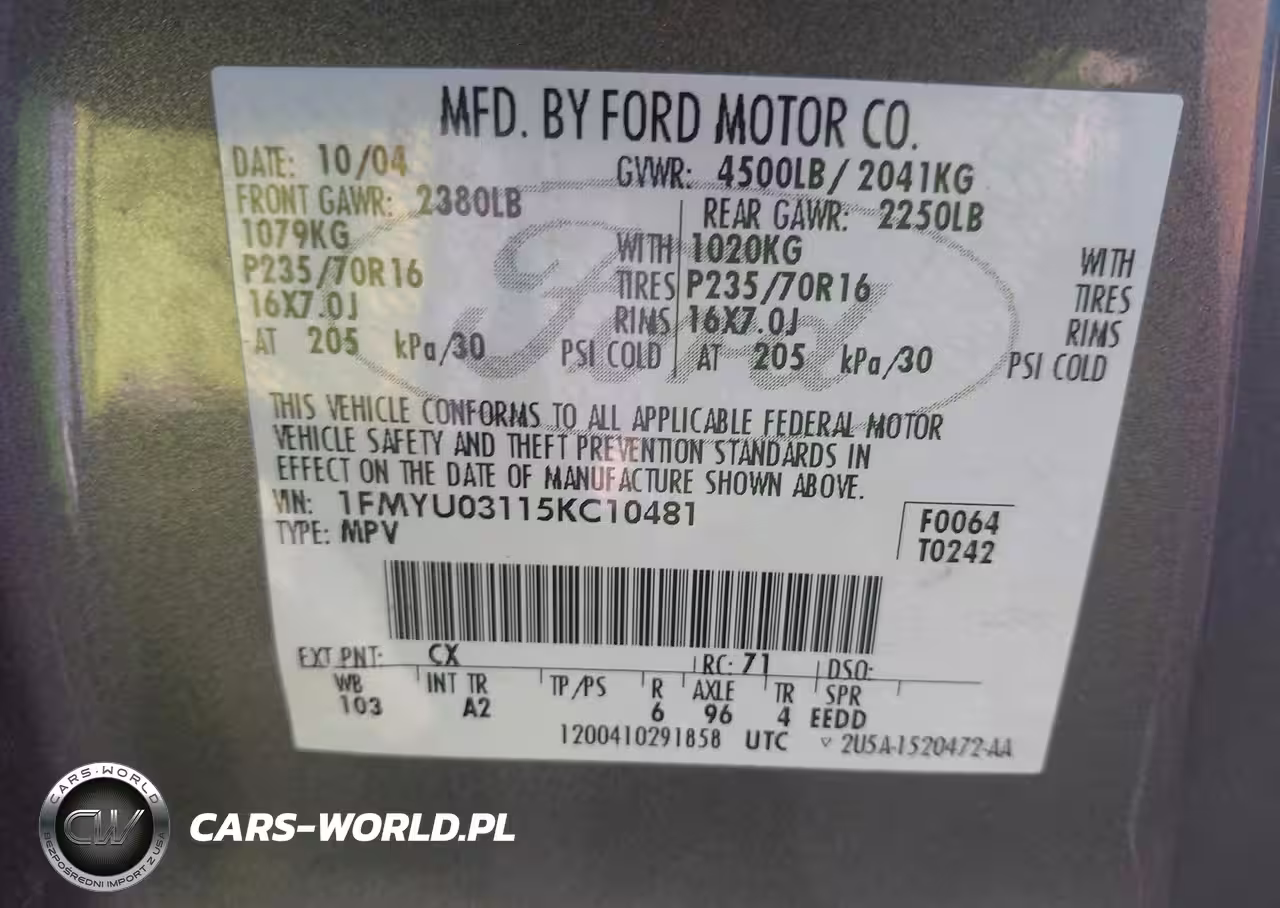 MFD. BY FORD MOTOR CO.
DATE: 10/04 GVWR: 4500LB/ 2041KG
FRONT GAWR: 2380LB REAR GAWR: 2250LB
1079KG WITH 1020KG WITH
P235/70R16 TIRES P235/70R16 TIRES
16X7.0J RIMS 16X7.0J RIMS
AT 205 kPa/30 PSI COLD AT 205 kPa/30 PSI COLD
Ford
THIS VEHICLE CONFORMS TO ALL APPLICABLE FEDERAL MOTOR
VEHICLE SAFETY AND THEFT PREVENTION STANDARDS IN
EFFECT ON THE DATE OF MANUFACTURE SHOWN ABOVE.
VIN: 1FMYU03115KC10481
TYPE: MPV
F0064
T0242
EXT PNT: CX RC: 71 DSO:
WB INT TR TP/PS R AXLE TR SPR
103 A2 6 96 4 EEDD
1200410291858 UTC 2U5A-1520472-AA
CARS-WORLD
CW
BEZPOŚREDNI IMPORT Z USA
CARS-WORLD.PL